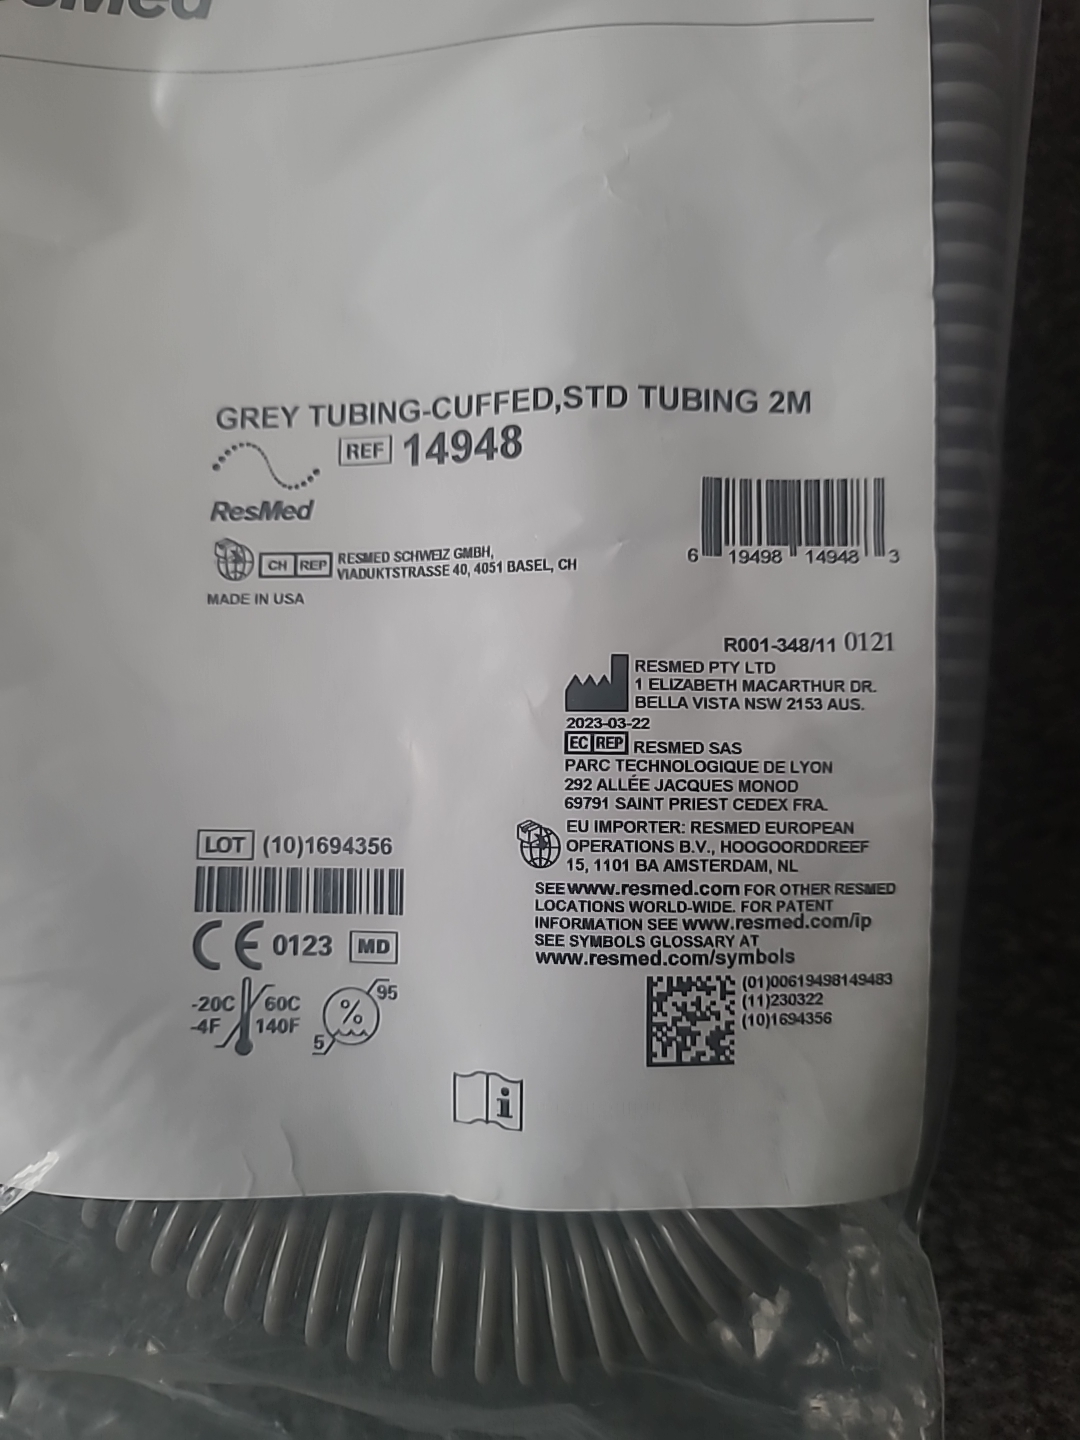 ResMed
GREY TUBING-CUFFED,STD TUBING 2M
REF 14948
ResMed
CH REP RESMED SCHWEIZ GMBH,
VIADUKTSTRASSE 40, 4051 BASEL, CH
MADE IN USA
6 19498 14948 3
R001-348/11 0121
RESMED PTY LTD
1 ELIZABETH MACARTHUR DR.
BELLA VISTA NSW 2153 AUS.
2023-03-22
EC REP RESMED SAS
PARC TECHNOLOGIQUE DE LYON
292 ALLÉE JACQUES MONOD
69791 SAINT PRIEST CEDEX FRA.
EU IMPORTER: RESMED EUROPEAN
OPERATIONS B.V., HOOGOORDDREEF
15, 1101 BA AMSTERDAM, NL
SEE www.resmed.com FOR OTHER RESMED
LOCATIONS WORLD-WIDE. FOR PATENT
INFORMATION SEE www.resmed.com/ip
SEE SYMBOLS GLOSSARY AT
www.resmed.com/symbols
LOT (10)1694356
CE 0123 MD
-20C 60C
-4F 140F
95
%
5
(01)00619498149483
(11)230322
(10)1694356
i